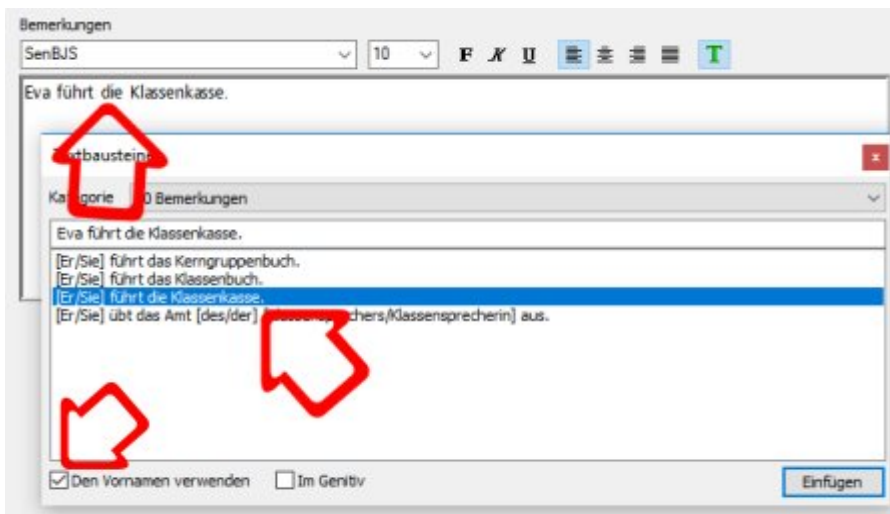 Bemerkungen
SenBJS 10 F K U T
Eva führt die Klassenkasse.
Kategorie Bemerkungen
Eva führt die Klassenkasse.
[Er/Sie] führt das Kerngruppenbuch.
[Er/Sie] führt das Klassenbuch.
[Er/Sie] führt die Klassenkasse.
[Er/Sie] übt das Amt [des/der] aus.
Den Vornamen verwenden Im Genitiv Einfügen